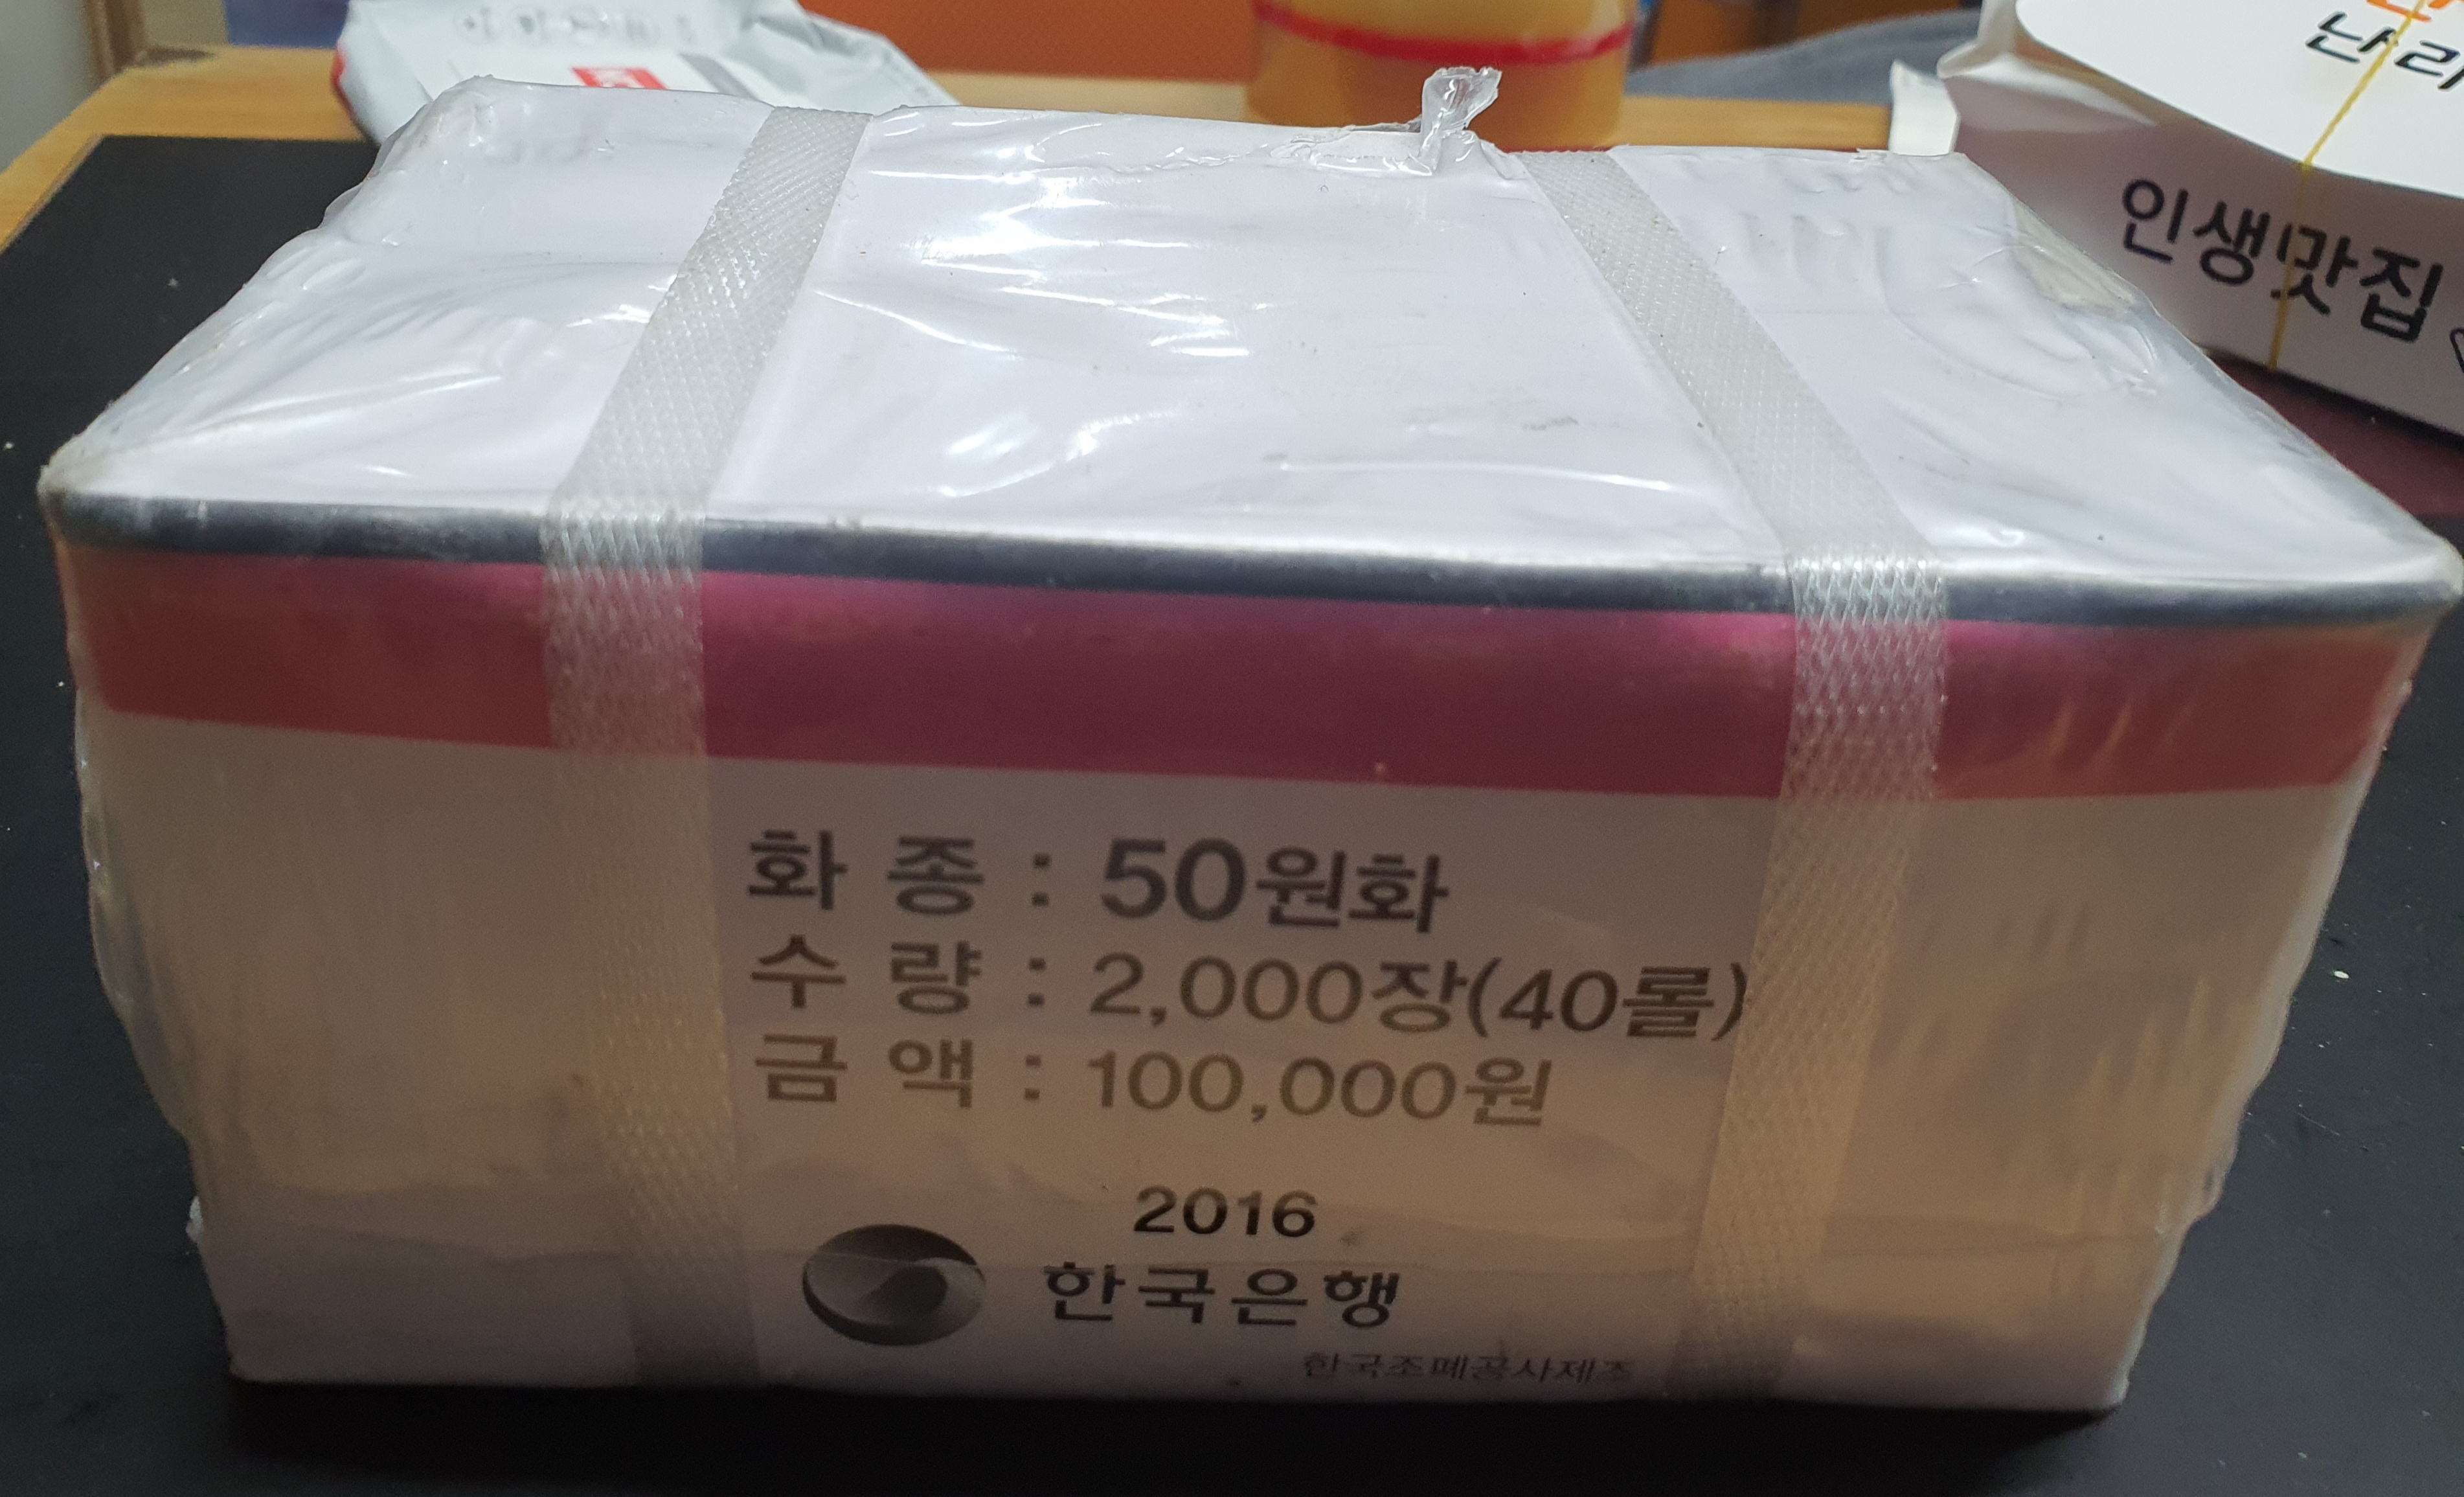 난리
인생맛집
화 종 : 50원화
수 량 : 2,000장(40롤)
금 액 : 100,000원
2016
한국은행
한국조폐공사제조